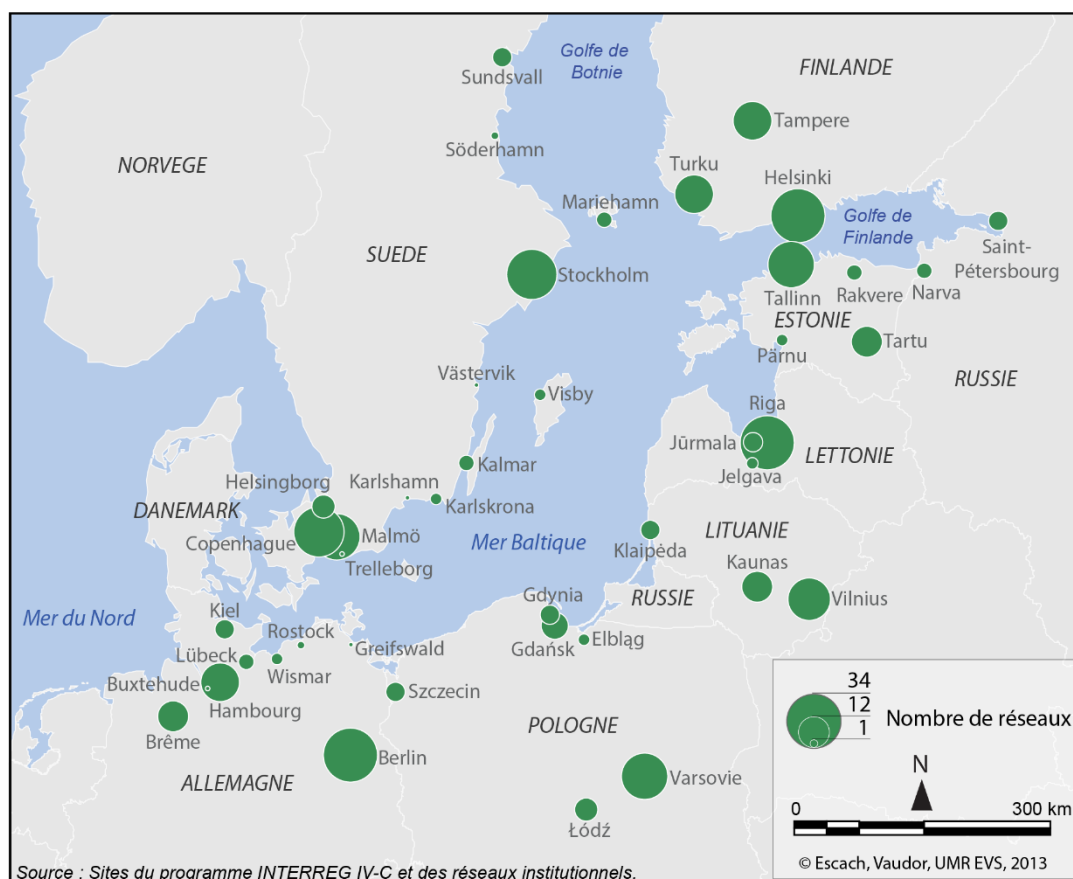 Golfe de
Botnie
FINLANDE
Sundsvall
Tampere
NORVEGE
Söderhamn
Turku
Helsinki
Mariehamn
Golfe de
Finlande
SUEDE
Saint-
Pétersbourg
Stockholm
Tallinn
Rakvere
Narva
ESTONIE
Pärnu
Tartu
Västervik
RUSSIE
Visby
Riga
Jūrmala
LETTONIE
Jelgava
Kalmar
Helsingborg
Karlshamn
Karlskrona
DANEMARK
Copenhague
Malmö
Mer Baltique
LITUANIE
Klaipėda
Trelleborg
Kaunas
Gdynia
RUSSIE
Vilnius
Mer du Nord
Kiel
Rostock
Greifswald
Gdańsk
Elbląg
Lübeck
Wismar
Buxtehude
Hambourg
Szczecin
Brême
POLOGNE
Berlin
ALLEMAGNE
Varsovie
Łódź
34
12
1
Nombre de réseaux
N
0
300 km
© Escach, Vaudor, UMR EVS, 2013
Source : Sites du programme INTERREG IV-C et des réseaux institutionnels.